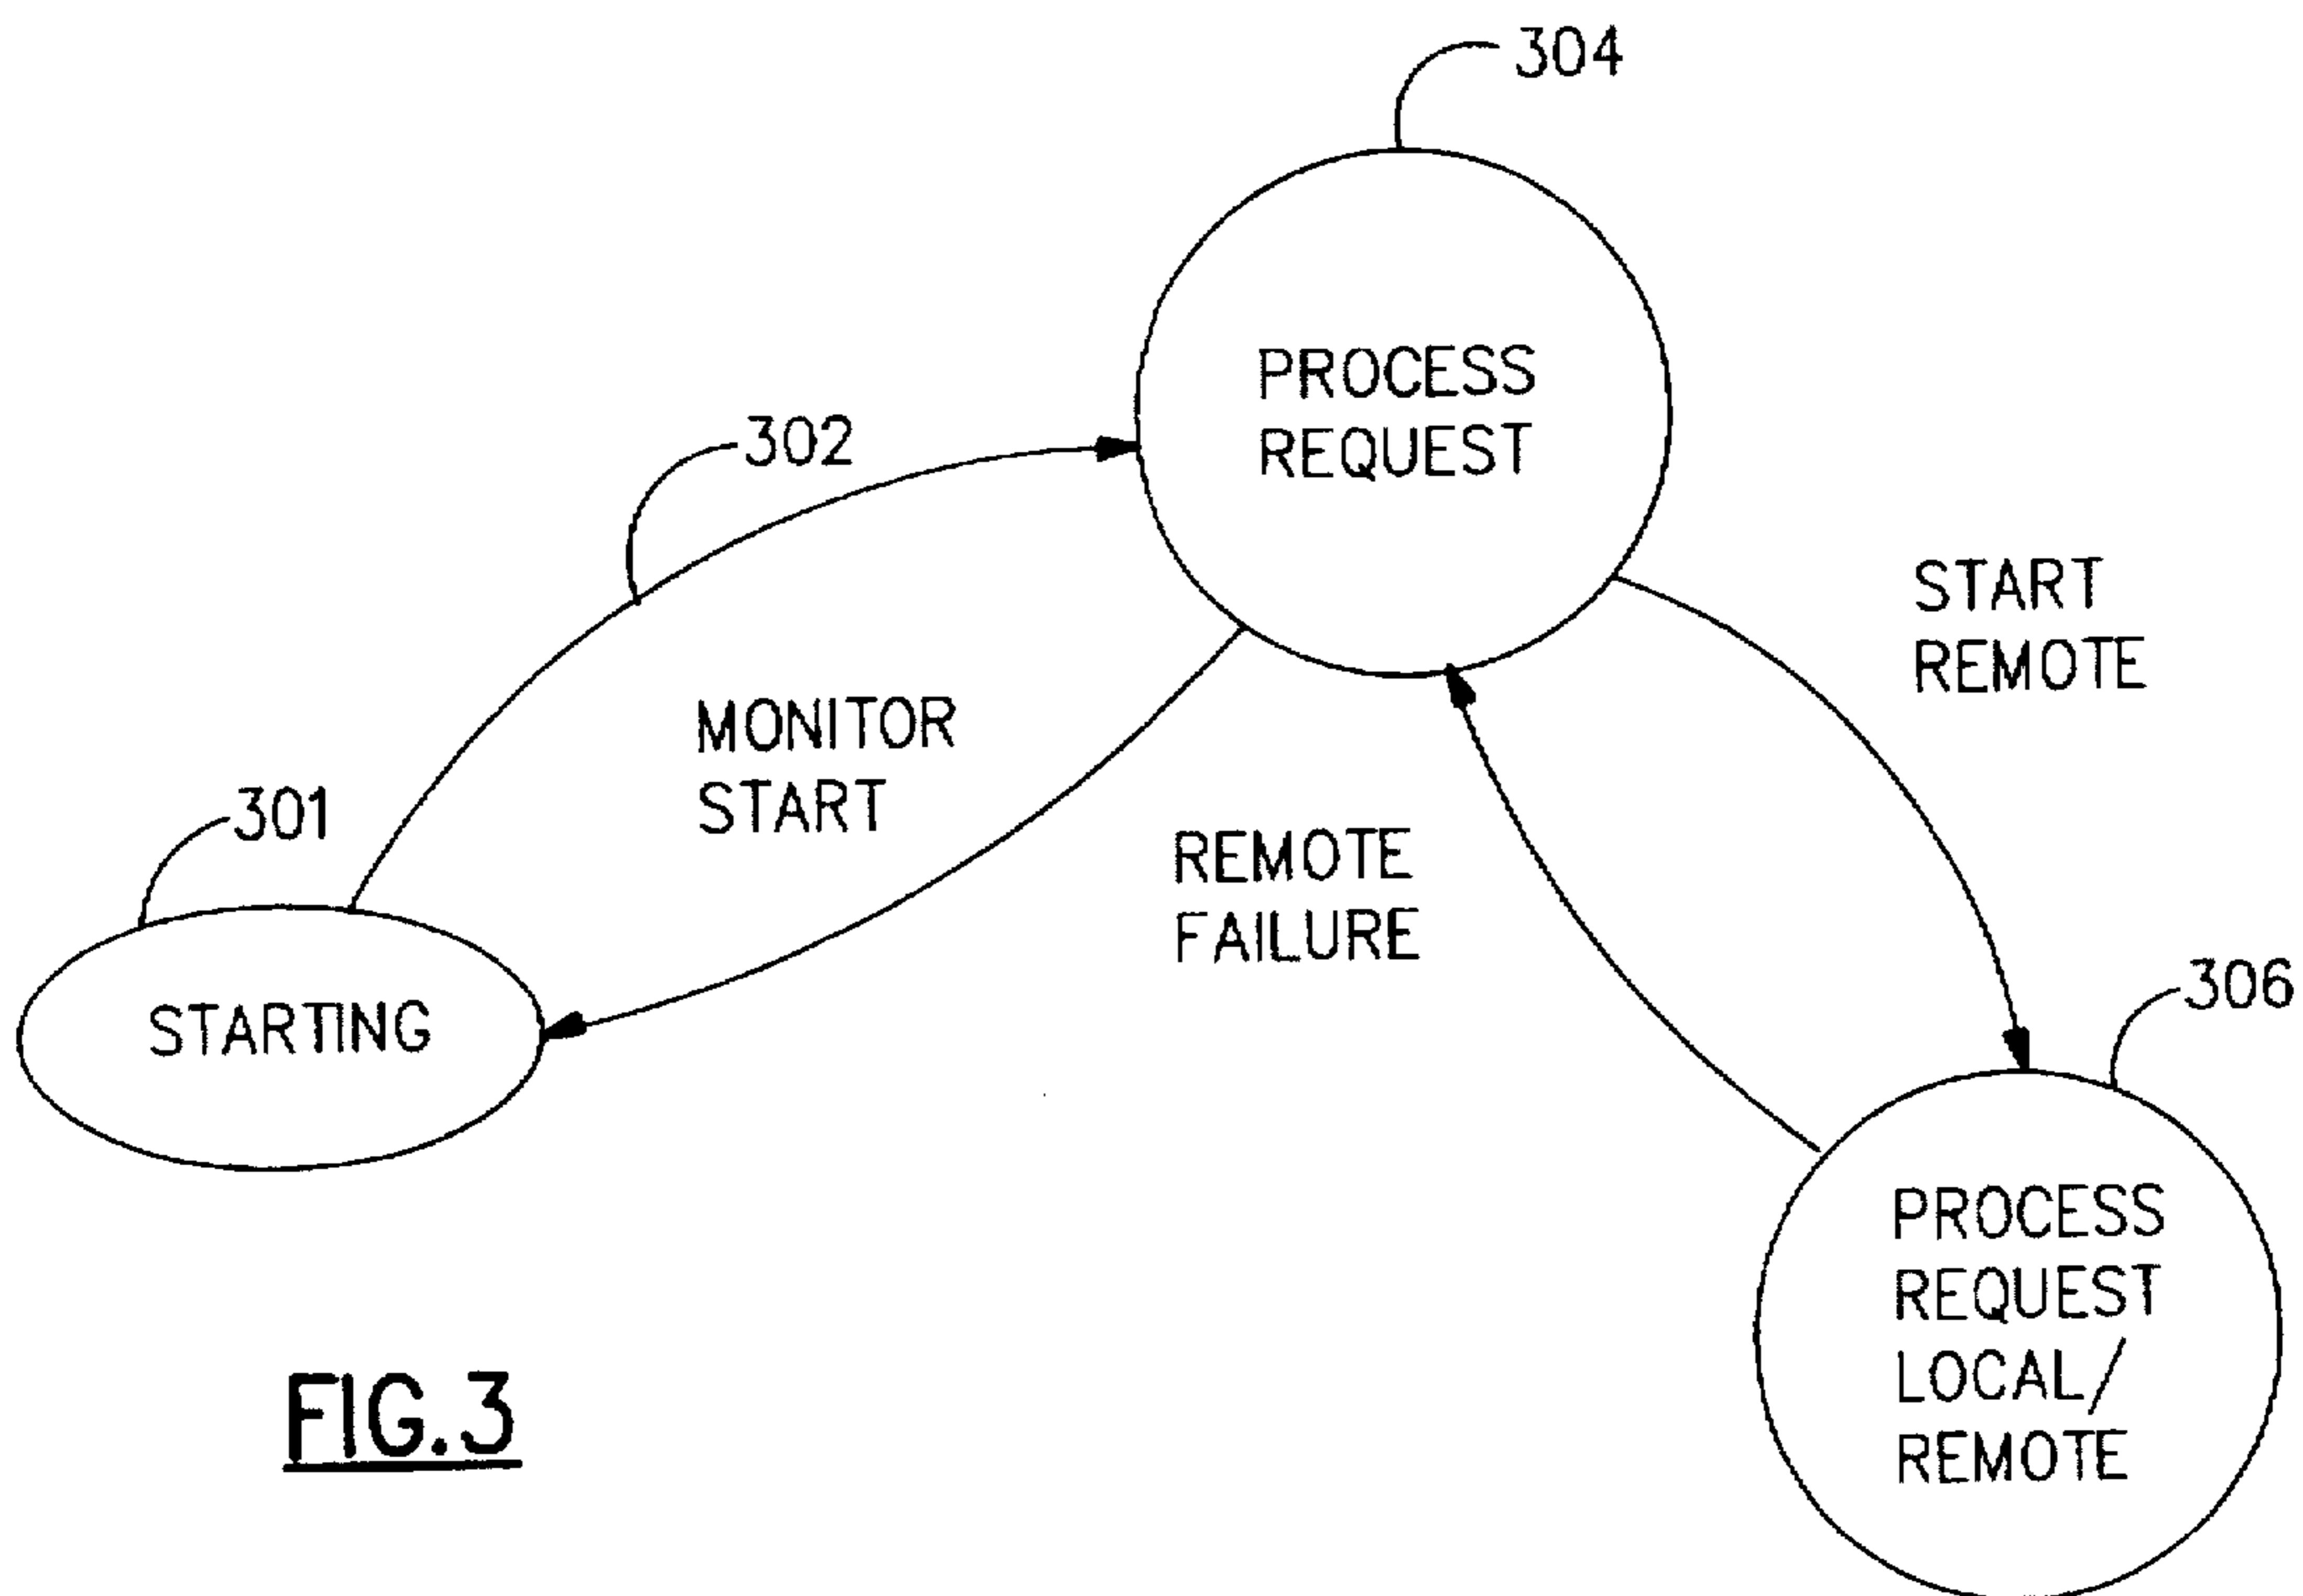 304
PROCESS
REQUEST
302
START
REMOTE
MONITOR
START
301
REMOTE
FAILURE
STARTING
306
PROCESS
REQUEST
LOCAL/
REMOTE
FIG.3